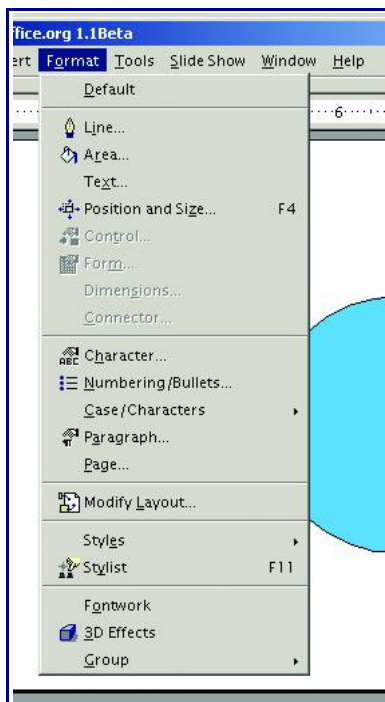 ffice.org 1.1Beta
ert Format Tools Slide Show Window Help
Default
6
Line...
Area...
Text...
Position and Size... F4
Control...
Form...
Dimensions...
Connector...
ABC Character...
Numbering/Bullets...
Case/Characters
Paragraph...
Page...
Modify Layout...
Styles
Stylist F11
Fontwork
3D Effects
Group